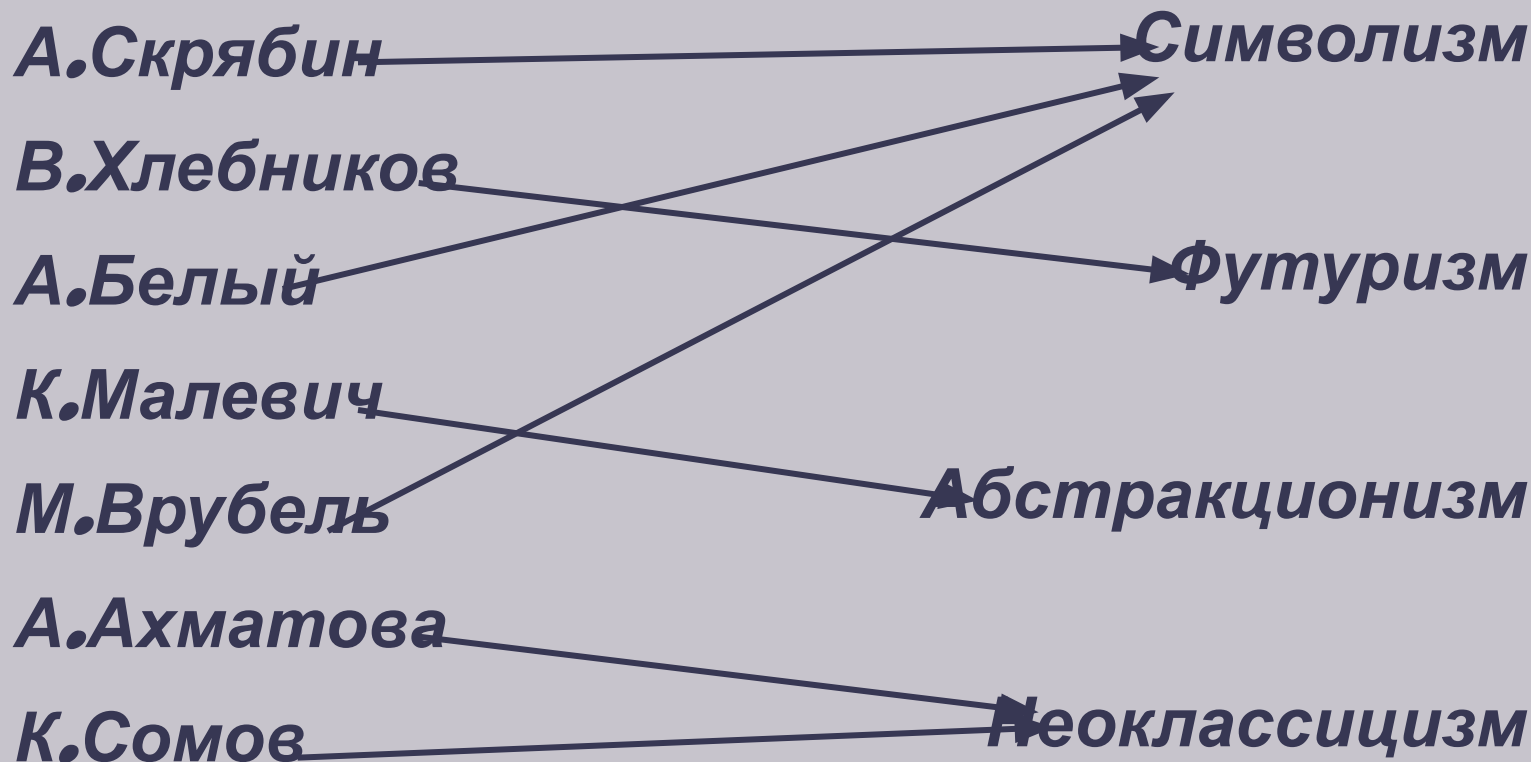 А.Скрябин
Символизм
В.Хлебников
А.Белый
Футуризм
К.Малевич
М.Врубель
Абстракционизм
А.Ахматова
К.Сомов
Неоклассицизм